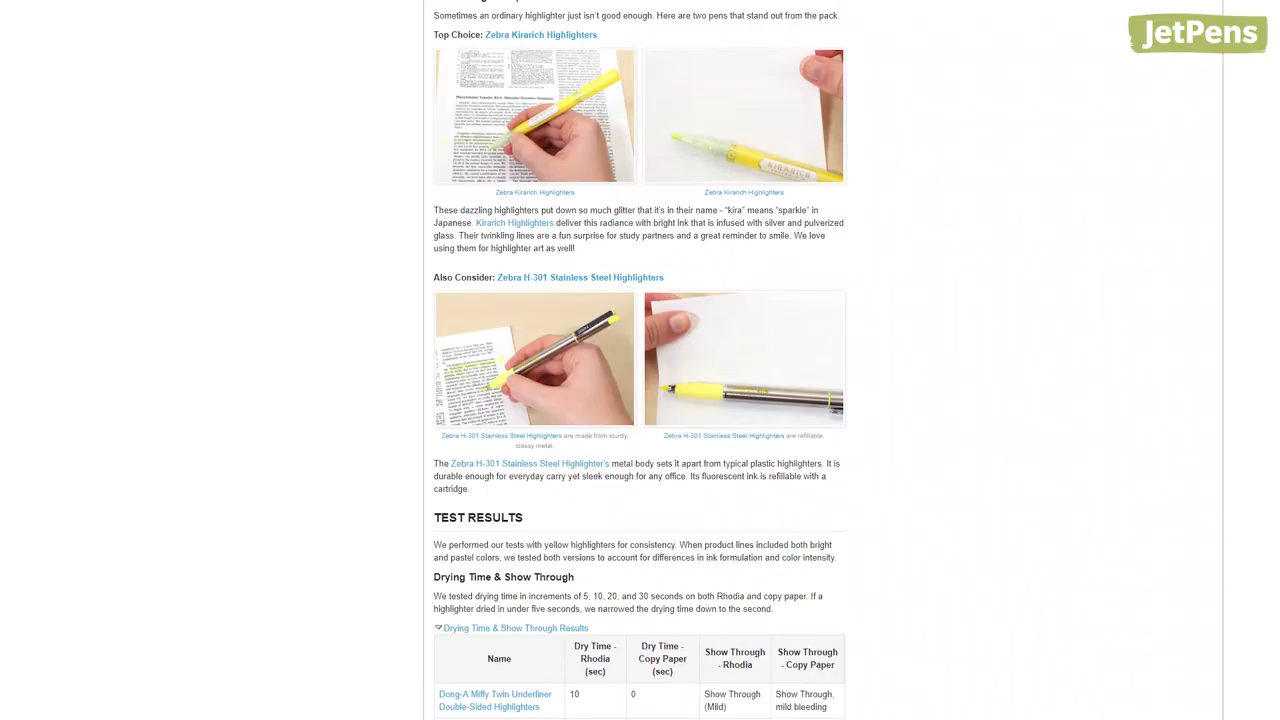 Sometimes an ordinary highlighter just isn't good enough. Here are two pens that stand out from the pack.
JetPens
Top Choice: Zebra Kirarich Highlighters
KIRARICH
Zebra Kirarich Highlighters
Zebra Kirarich Highlighters
These dazzling highlighters put down so much glitter that it's in their name - “kira” means “sparkle” in
Japanese. Kirarich Highlighters deliver this radiance with bright ink that is infused with silver and pulverized
glass. Their twinkling lines are a fun surprise for study partners and a great reminder to smile. We love
using them for highlighter art as well!
Also Consider: Zebra H-301 Stainless Steel Highlighters
Zebra H-301 Stainless Steel Highlighters are made from sturdy,
classy metal.
Zebra H-301 Stainless Steel Highlighters are refillable.
The Zebra H-301 Stainless Steel Highlighter's metal body sets it apart from typical plastic highlighters. It is
durable enough for everyday carry yet sleek enough for any office. Its fluorescent ink is refillable with a
cartridge.
TEST RESULTS
We performed our tests with yellow highlighters for consistency. When product lines included both bright
and pastel colors, we tested both versions to account for differences in ink formulation and color intensity.
Drying Time & Show Through
We tested drying time in increments of 5, 10, 20, and 30 seconds on both Rhodia and copy paper. If a
highlighter dried in under five seconds, we narrowed the drying time down to the second.
Drying Time & Show Through Results
Name
Dry Time -
Rhodia
(sec)
Dry Time -
Copy Paper
(sec)
Show Through
- Rhodia
Show Through
- Copy Paper
Dong-A Miffy Twin Underliner
Double-Sided Highlighters
10
0
Show Through
(Mild)
Show Through,
mild bleeding